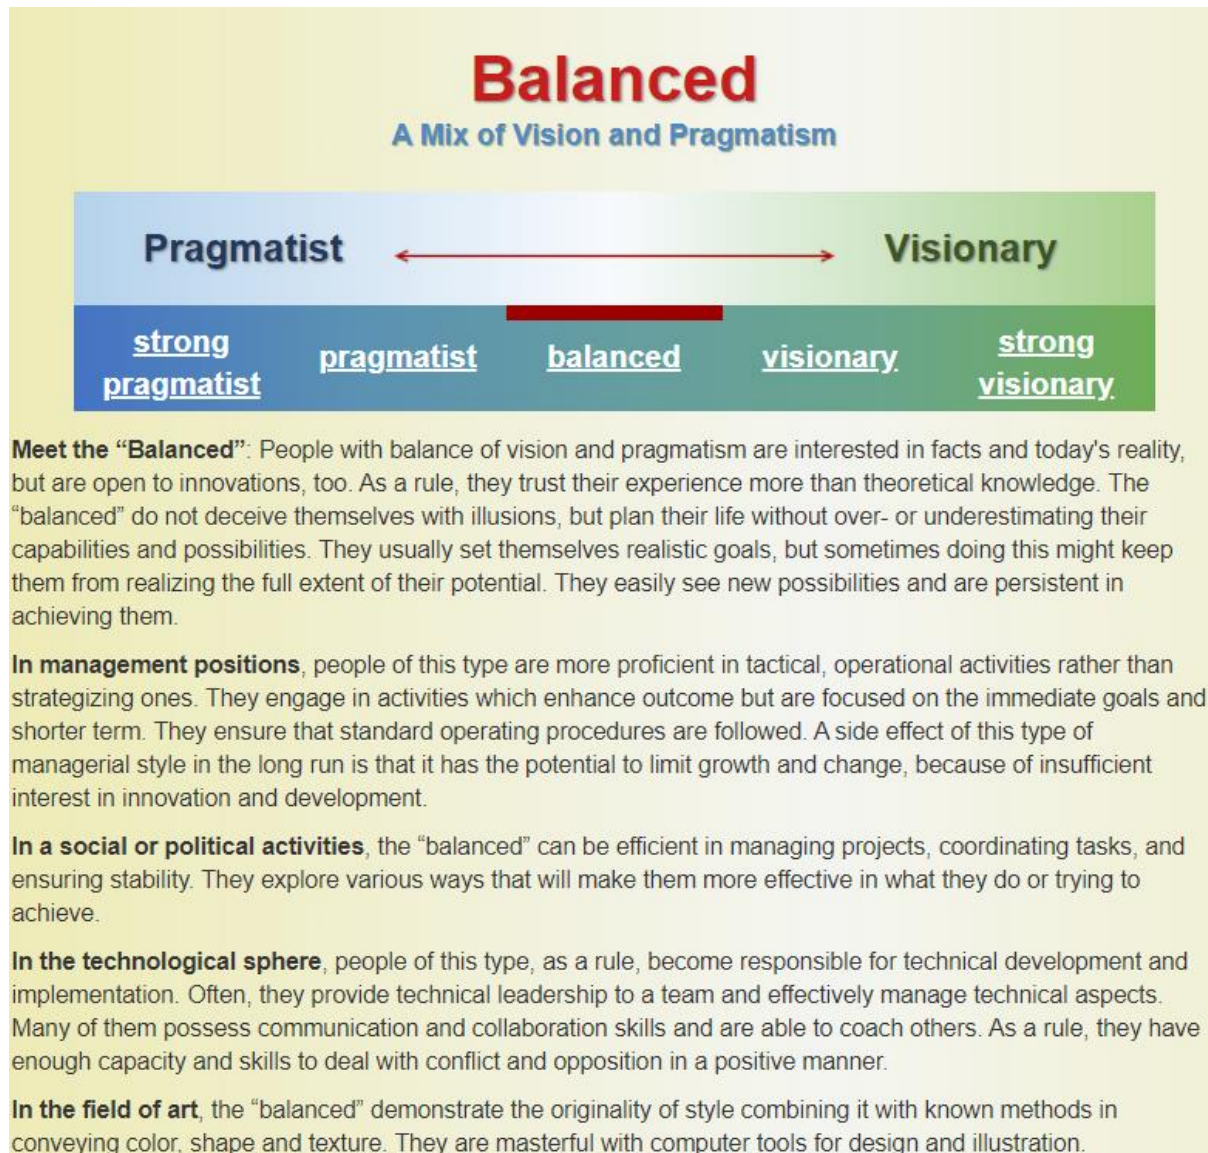 Balanced
A Mix of Vision and Pragmatism
Pragmatist
Visionary
strong
pragmatist
pragmatist
balanced
visionary
strong
visionary
Meet the “Balanced”: People with balance of vision and pragmatism are interested in facts and today's reality,
but are open to innovations, too. As a rule, they trust their experience more than theoretical knowledge. The
“balanced” do not deceive themselves with illusions, but plan their life without over- or underestimating their
capabilities and possibilities. They usually set themselves realistic goals, but sometimes doing this might keep
them from realizing the full extent of their potential. They easily see new possibilities and are persistent in
achieving them.
In management positions, people of this type are more proficient in tactical, operational activities rather than
strategizing ones. They engage in activities which enhance outcome but are focused on the immediate goals and
shorter term. They ensure that standard operating procedures are followed. A side effect of this type of
managerial style in the long run is that it has the potential to limit growth and change, because of insufficient
interest in innovation and development.
In a social or political activities, the “balanced” can be efficient in managing projects, coordinating tasks, and
ensuring stability. They explore various ways that will make them more effective in what they do or trying to
achieve.
In the technological sphere, people of this type, as a rule, become responsible for technical development and
implementation. Often, they provide technical leadership to a team and effectively manage technical aspects.
Many of them possess communication and collaboration skills and are able to coach others. As a rule, they have
enough capacity and skills to deal with conflict and opposition in a positive manner.
In the field of art, the “balanced” demonstrate the originality of style combining it with known methods in
conveying color, shape and texture. They are masterful with computer tools for design and illustration.